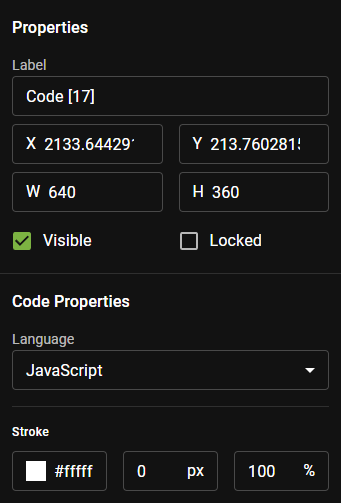 Properties
Label
Code [17]
X 2133.64429 Y 213.7602815
W 640 H 360
Visible Locked
Code Properties
Language
JavaScript
Stroke
#fffff 0 px 100 %